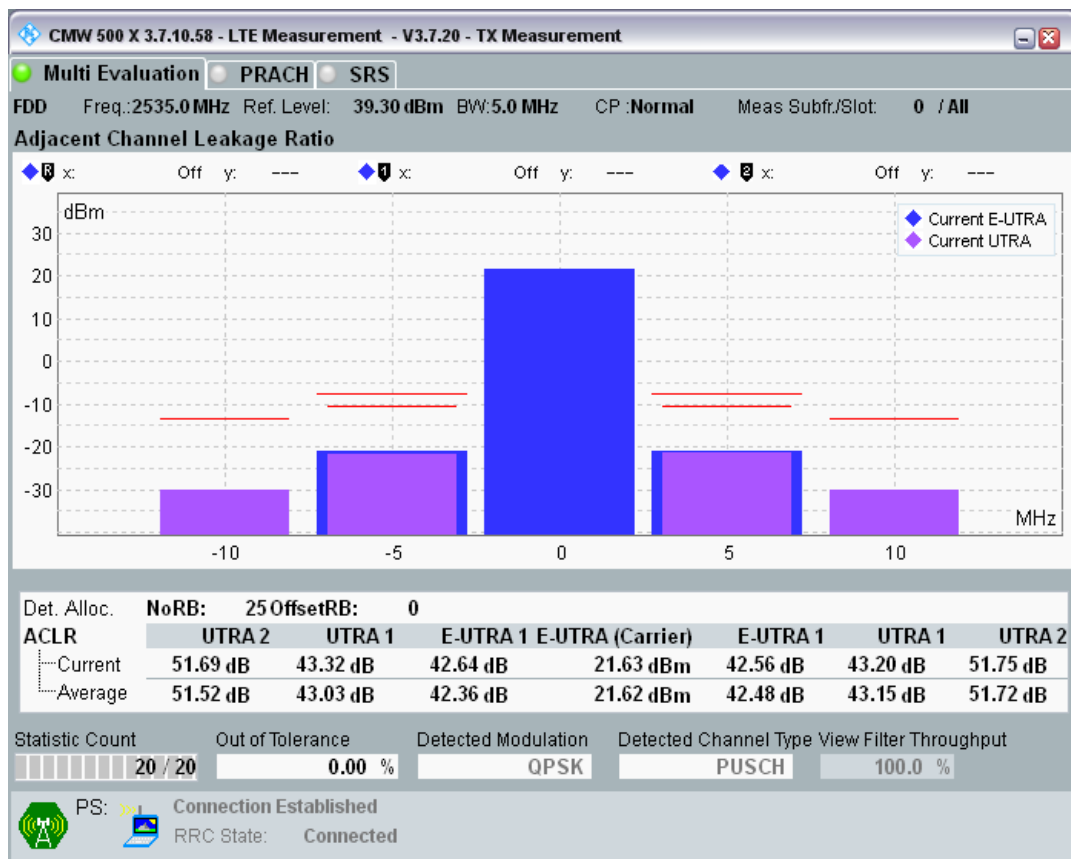 CMW 500 X 3.7.10.58 - LTE Measurement - V3.7.20 - TX Measurement
Multi Evaluation PRACH SRS
FDD Freq.:2535.0 MHz Ref. Level: 39.30 dBm BW:5.0 MHz CP :Normal Meas Subfr./Slot: 0 / All
Adjacent Channel Leakage Ratio
R x: Off y: --- 1 x: Off y: --- 2 x: Off y: ---
dBm
Current E-UTRA
Current UTRA
30
20
10
0
-10
-20
-30
MHz
-10 -5 0 5 10
Det. Alloc. NoRB: 25 OffsetRB: 0
ACLR UTRA 2 UTRA 1 E-UTRA 1 E-UTRA (Carrier) E-UTRA 1 UTRA 1 UTRA 2
Current 51.69 dB 43.32 dB 42.64 dB 21.63 dBm 42.56 dB 43.20 dB 51.75 dB
Average 51.52 dB 43.03 dB 42.36 dB 21.62 dBm 42.48 dB 43.15 dB 51.72 dB
Statistic Count Out of Tolerance Detected Modulation Detected Channel Type View Filter Throughput
20 / 20 0.00 % QPSK PUSCH 100.0 %
PS: Connection Established
RRC State: Connected